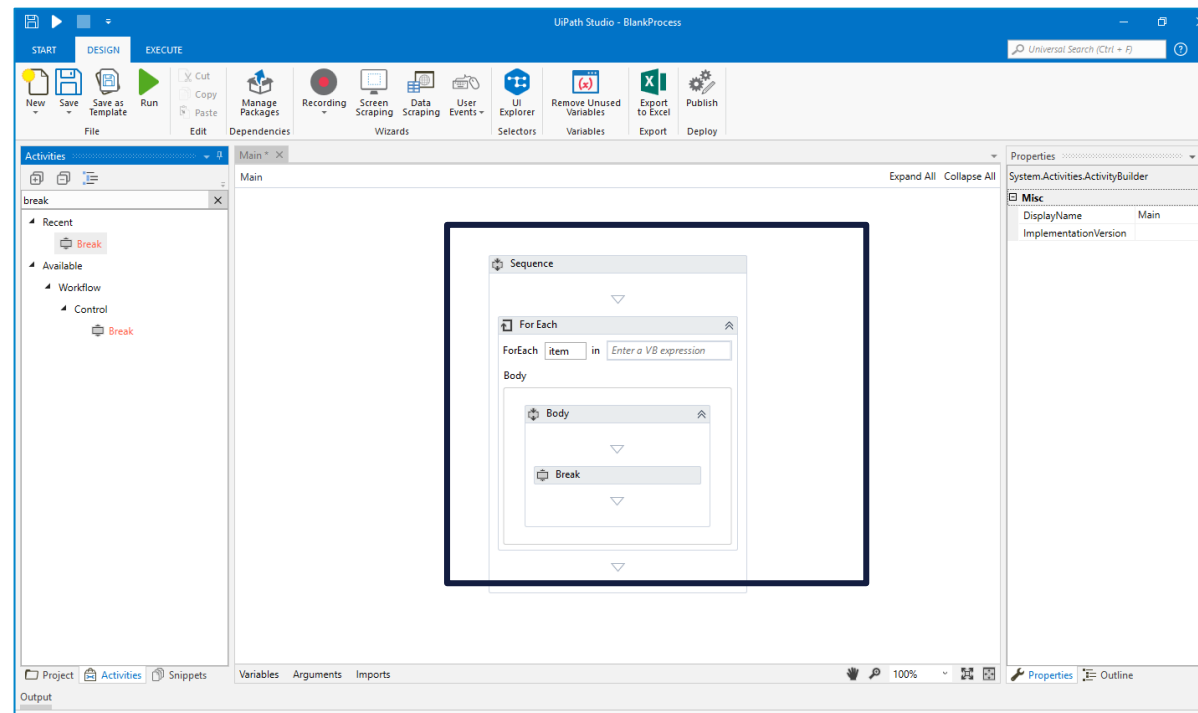 UiPath Studio - BlankProcess
START DESIGN EXECUTE
Universal Search (Ctrl + F)
New Save Save as Template Run Cut Copy Paste
Manage Packages Recording Screen Scraping Data Scraping User Events UI Explorer Remove Unused Variables Export to Excel Publish
File Edit Dependencies Wizards Selectors Variables Export Deploy
Activities
break
Recent
Break
Available
Workflow
Control
Break
Main *
Main Expand All Collapse All
Sequence
For Each
ForEach item in Enter a VB expression
Body
Body
Break
Properties
System.Activities.ActivityBuilder
Misc
DisplayName Main
ImplementationVersion
Project Activities Snippets
Variables Arguments Imports 100%
Properties Outline
Output